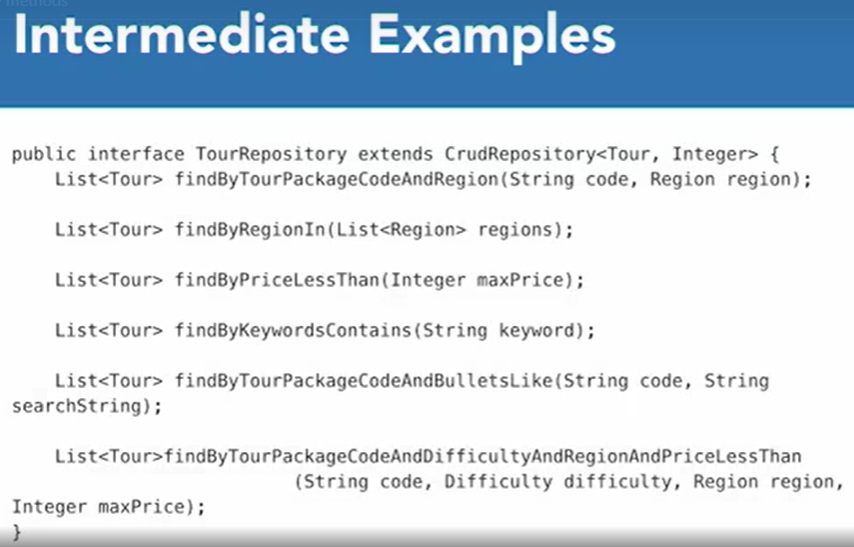 methods
Intermediate Examples
public interface TourRepository extends CrudRepository<Tour, Integer> {
List<Tour> findByTourPackageCodeAndRegion(String code, Region region);
List<Tour> findByRegionIn(List<Region> regions);
List<Tour> findByPriceLessThan(Integer maxPrice);
List<Tour> findByKeywordsContains(String keyword);
List<Tour> findByTourPackageCodeAndBulletsLike(String code, String
searchString);
List<Tour>findByTourPackageCodeAndDifficultyAndRegionAndPriceLessThan
(String code, Difficulty difficulty, Region region,
Integer maxPrice);
}